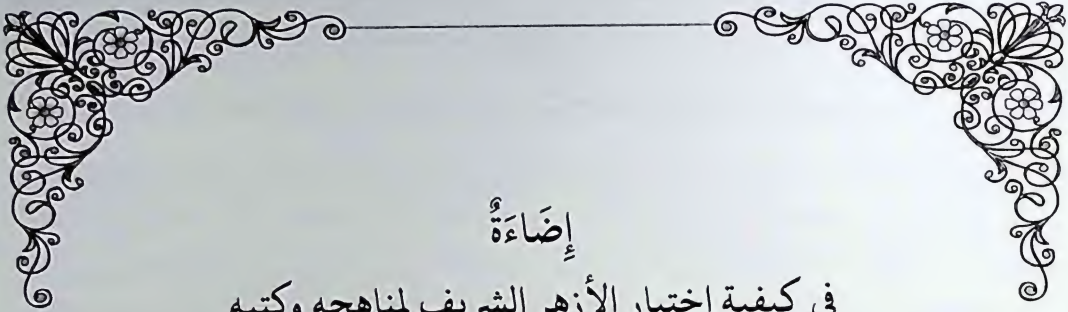 إِضَاءَةٌ
في كيفية اختيار الأزهر الشريف لمناهجه وكتبه